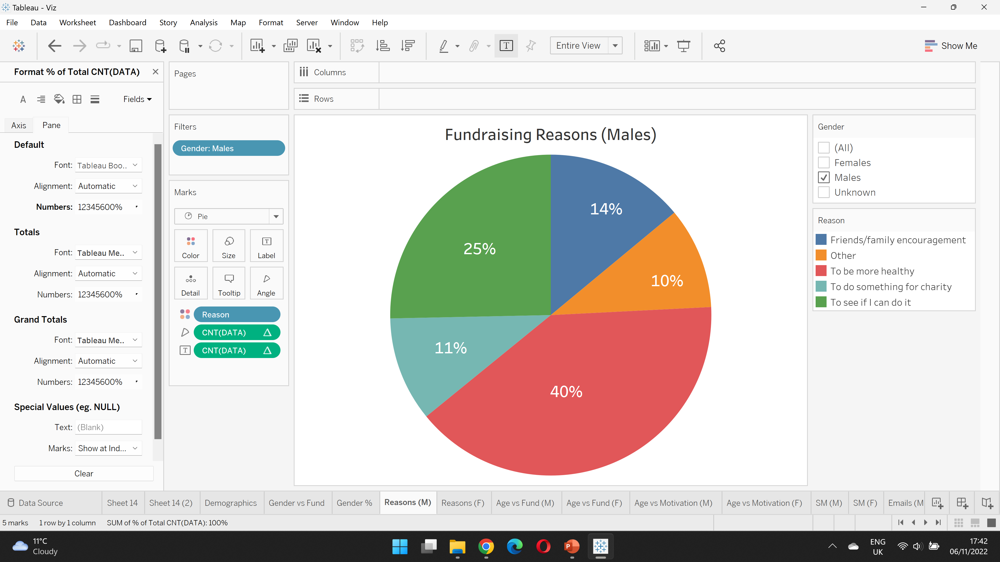 Tableau - Viz
File Data Worksheet Dashboard Story Analysis Map Format Server Window Help
Entire View
Show Me
Format % of Total CNT(DATA)
Fields
Axis Pane
Default
Font: Tableau Boo..
Alignment: Automatic
Numbers: 12345600%
Totals
Font: Tableau Me..
Alignment: Automatic
Numbers: 12345600%
Grand Totals
Font: Tableau Me..
Alignment: Automatic
Numbers: 12345600%
Special Values (eg. NULL)
Text: (Blank)
Marks: Show at Ind...
Clear
Pages
Filters
Gender: Males
Marks
Pie
Color Size Label
Detail Tooltip Angle
Reason
CNT(DATA)
CNT(DATA)
Columns
Rows
Fundraising Reasons (Males)
14%
25%
10%
11%
40%
Gender
(All)
Females
Males
Unknown
Reason
Friends/family encouragement
Other
To be more healthy
To do something for charity
To see if I can do it
Data Source Sheet 14 Sheet 14 (2) Demographics Gender vs Fund Gender % Reasons (M) Reasons (F) Age vs Fund (M) Age vs Fund (F) Age vs Motivation (M) Age vs Motivation (F) SM (M) SM (F) Emails (M
5 marks 1 row by 1 column SUM of % of Total CNT(DATA): 100%
11°C
Cloudy
ENG
UK
17:42
06/11/2022